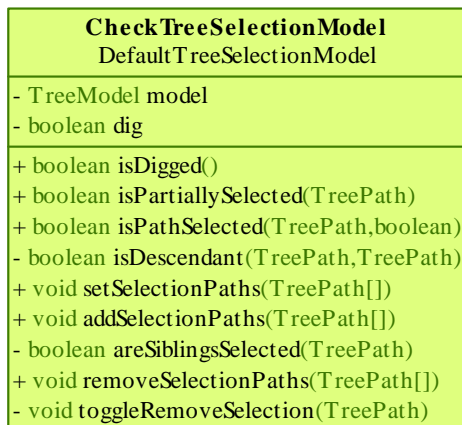 CheckTreeSelectionModel
DefaultTreeSelectionModel
- TreeModel model
- boolean dig
+ boolean isDigged()
+ boolean isPartiallySelected(TreePath)
+ boolean isPathSelected(TreePath,boolean)
- boolean isDescendant(TreePath,TreePath)
+ void setSelectionPaths(TreePath[])
+ void addSelectionPaths(TreePath[])
- boolean areSiblingsSelected(TreePath)
+ void removeSelectionPaths(TreePath[])
- void toggleRemoveSelection(TreePath)